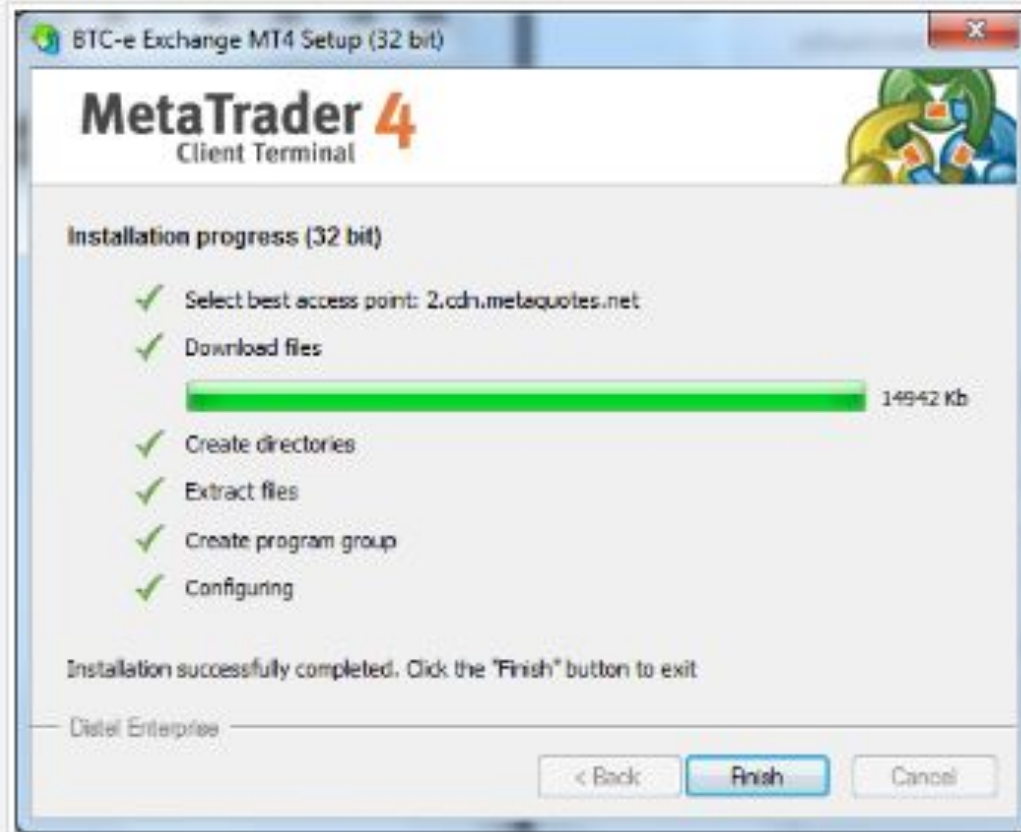 BTC-e Exchange MT4 Setup (32 bit)
MetaTrader 4
Client Terminal
Installation progress (32 bit)
Select best access point: 2.cdn.metaquotes.net
Download files
14942 Kb
Create directories
Extract files
Create program group
Configuring
Installation successfully completed. Click the "Finish" button to exit
Distel Enterprise
< Back Finish Cancel